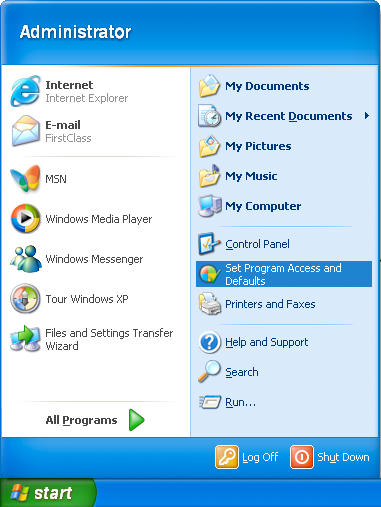 Administrator
Internet
Internet Explorer
E-mail
FirstClass
MSN
Windows Media Player
Windows Messenger
Tour Windows XP
Files and Settings Transfer
Wizard
All Programs
My Documents
My Recent Documents
My Pictures
My Music
My Computer
Control Panel
Set Program Access and
Defaults
Printers and Faxes
Help and Support
Search
Run...
Log Off
Shut Down
start